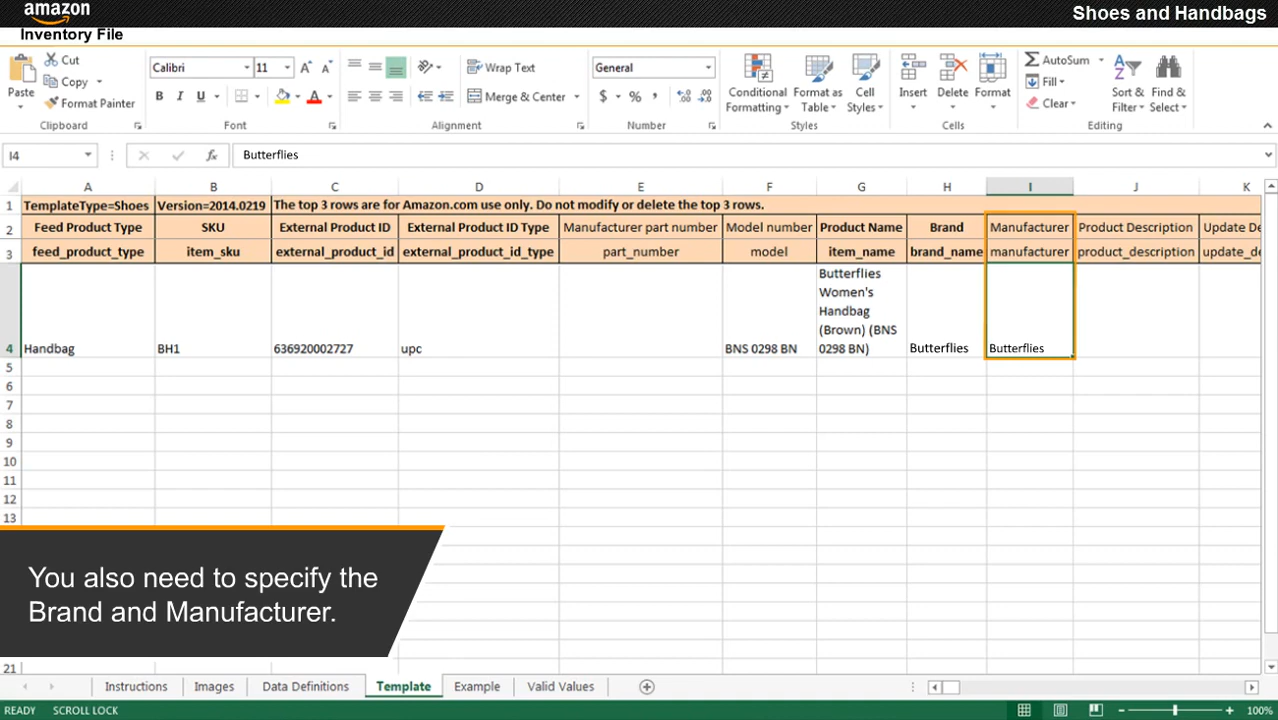 amazon
Shoes and Handbags
Inventory File
Cut
Copy
Format Painter
Paste
Clipboard
Calibri
11
A
A
B I U
A
Font
Wrap Text
Merge & Center
Alignment
General
$ % ,
Number
Conditional Formatting
Format as Table
Cell Styles
Styles
Insert
Delete
Format
Cells
AutoSum
Fill
Clear
Sort & Filter
Find & Select
Editing
I4
fx
Butterflies
A B C D E F G H I J K
1 TemplateType=Shoes Version=2014.0219 The top 3 rows are for Amazon.com use only. Do not modify or delete the top 3 rows.
2 Feed Product Type SKU External Product ID External Product ID Type Manufacturer part number Model number Product Name Brand Manufacturer Product Description Update De
3 feed_product_type item_sku external_product_id external_product_id_type part_number model item_name brand_name manufacturer product_description update_de
Butterflies
Women's
Handbag
(Brown) (BNS
4 Handbag BH1 636920002727 upc BNS 0298 BN 0298 BN) Butterflies Butterflies
5
6
7
8
9
10
11
12
13
You also need to specify the
Brand and Manufacturer.
21
Instructions Images Data Definitions Template Example Valid Values
READY SCROLL LOCK 100%